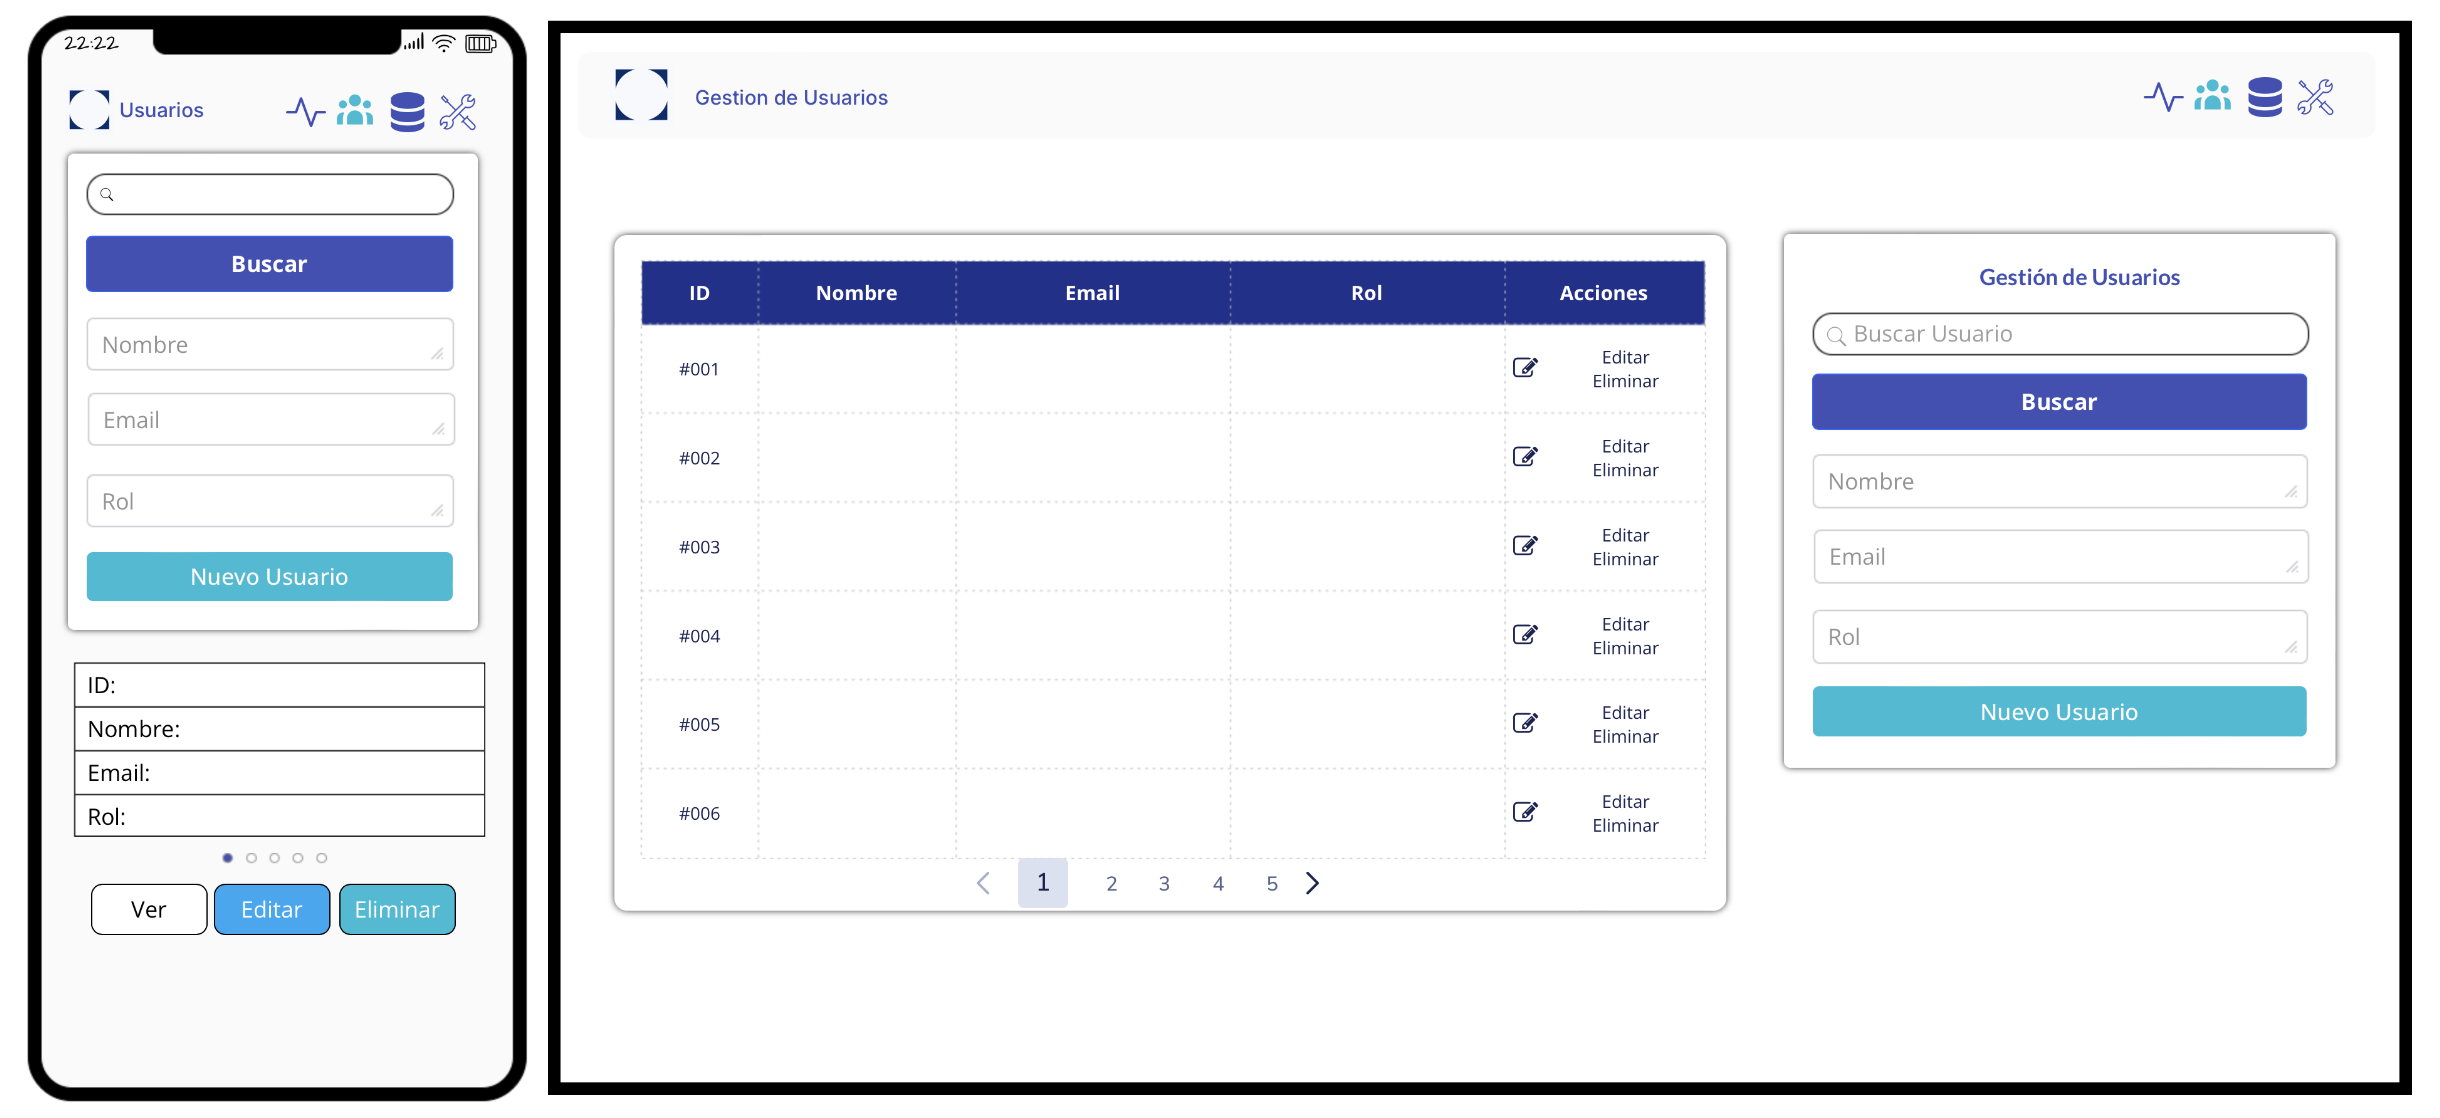 22:22
Usuarios
Buscar
Nombre
Email
Rol
Nuevo Usuario
ID:
Nombre:
Email:
Rol:
Ver Editar Eliminar
Gestion de Usuarios
ID Nombre Email Rol Acciones
#001 Editar
Eliminar
#002 Editar
Eliminar
#003 Editar
Eliminar
#004 Editar
Eliminar
#005 Editar
Eliminar
#006 Editar
Eliminar
1 2 3 4 5
Gestión de Usuarios
Buscar Usuario
Buscar
Nombre
Email
Rol
Nuevo Usuario